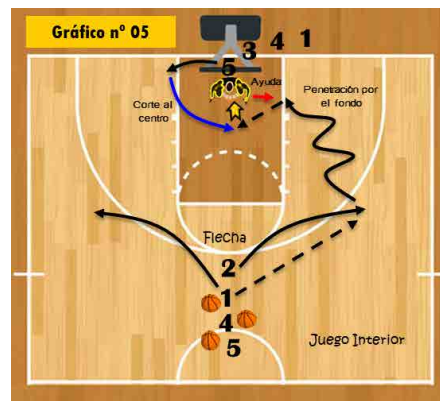 Gráfico nº 05
3 4 1
5
Ayuda
Penetración por
el fondo
Corte al
centro
Flecha
2
1
4
5
Juego Interior